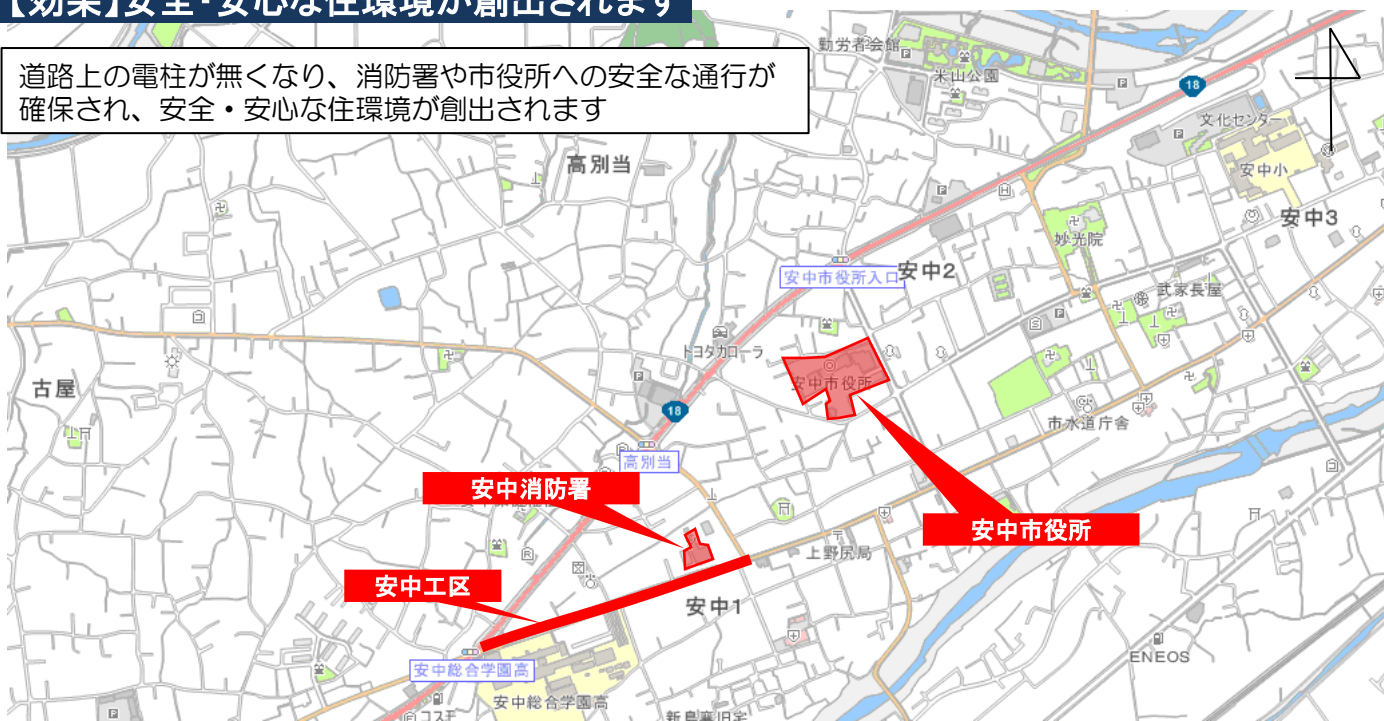 【効果】安全・安心な住環境が創出されます
道路上の電柱が無くなり、消防署や市役所への安全な通行が
確保され、安全・安心な住環境が創出されます
勤労者会館
米山公園
18
文化センター
安中小
高別当
安中3
妙光院
安中市役所入口
安中2
武家長屋
トヨタカローラ
安中市役所
古屋
18
市水道庁舎
高別当
安中消防署
安中市役所
上野尻局
安中工区
安中1
ENEOS
安中総合学園高
安中総合学園高
コスモ
新島襄旧宅